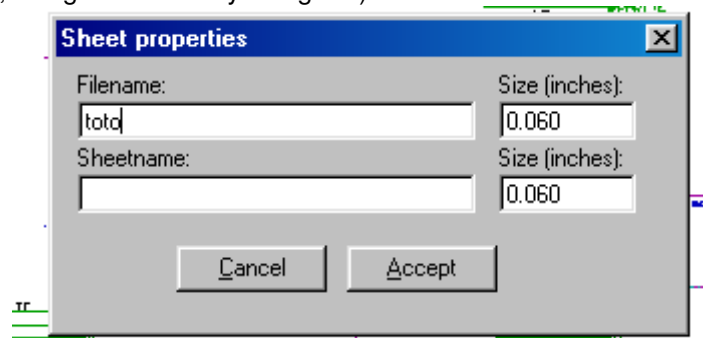 Sheet properties
Filename:
Size (inches):
toto
0.060
Sheetname:
Size (inches):
0.060
Cancel
Accept